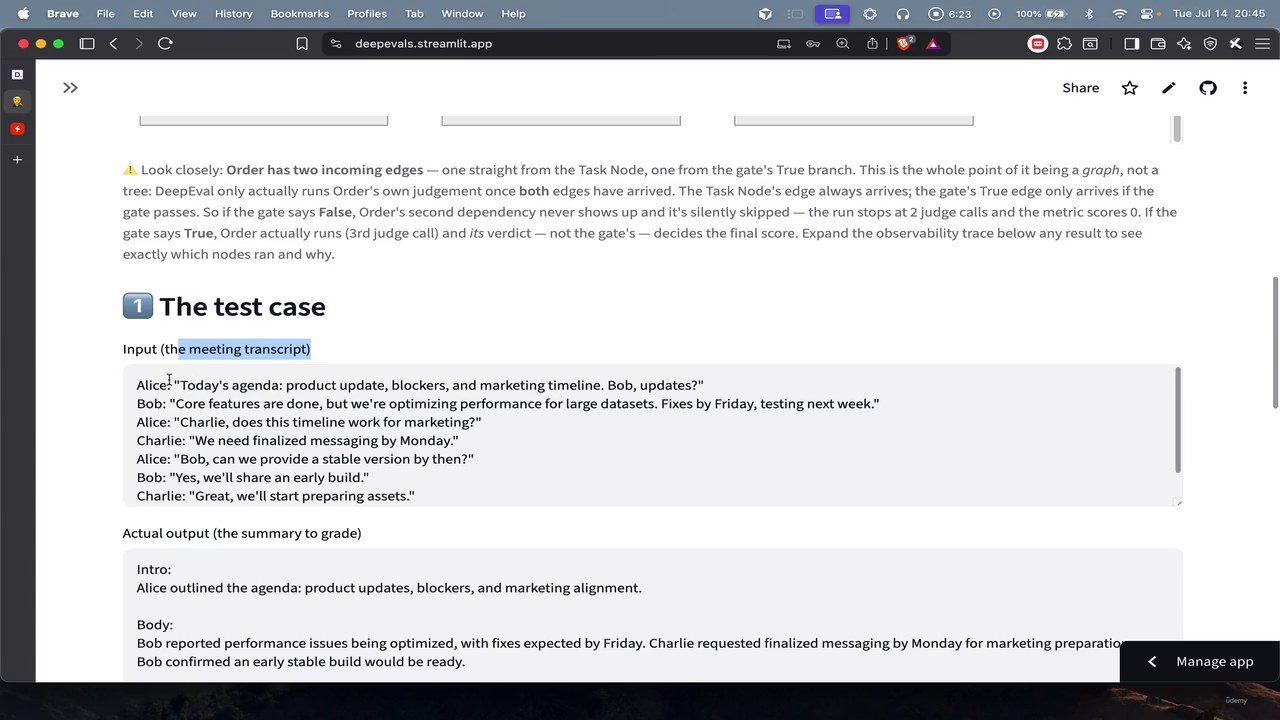 Brave File Edit View History Bookmarks Profiles Tab Window Help 6:23 100% Tue Jul 14 20:45
deepevals.streamlit.app 2
Share
⚠️ Look closely: Order has two incoming edges — one straight from the Task Node, one from the gate's True branch. This is the whole point of it being a graph, not a
tree: DeepEval only actually runs Order's own judgement once both edges have arrived. The Task Node's edge always arrives; the gate's True edge only arrives if the
gate passes. So if the gate says False, Order's second dependency never shows up and it's silently skipped — the run stops at 2 judge calls and the metric scores 0. If the
gate says True, Order actually runs (3rd judge call) and its verdict — not the gate's — decides the final score. Expand the observability trace below any result to see
exactly which nodes ran and why.
1 The test case
Input (the meeting transcript)
Alice: "Today's agenda: product update, blockers, and marketing timeline. Bob, updates?"
Bob: "Core features are done, but we're optimizing performance for large datasets. Fixes by Friday, testing next week."
Alice: "Charlie, does this timeline work for marketing?"
Charlie: "We need finalized messaging by Monday."
Alice: "Bob, can we provide a stable version by then?"
Bob: "Yes, we'll share an early build."
Charlie: "Great, we'll start preparing assets."
Actual output (the summary to grade)
Intro:
Alice outlined the agenda: product updates, blockers, and marketing alignment.
Body:
Bob reported performance issues being optimized, with fixes expected by Friday. Charlie requested finalized messaging by Monday for marketing preparatio
Bob confirmed an early stable build would be ready.
Manage app
ûdemy